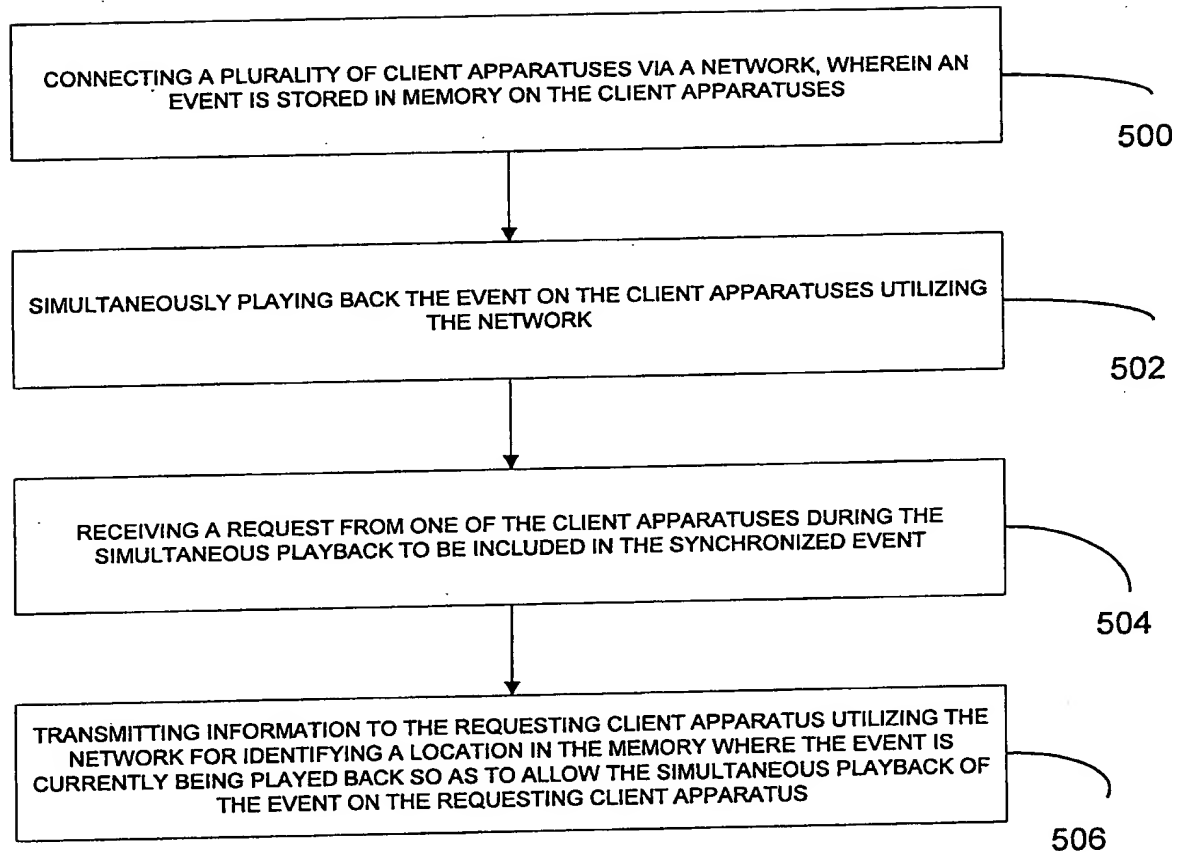 CONNECTING A PLURALITY OF CLIENT APPARATUSES VIA A NETWORK, WHEREIN AN
EVENT IS STORED IN MEMORY ON THE CLIENT APPARATUSES
500
SIMULTANEOUSLY PLAYING BACK THE EVENT ON THE CLIENT APPARATUSES UTILIZING
THE NETWORK
502
RECEIVING A REQUEST FROM ONE OF THE CLIENT APPARATUSES DURING THE
SIMULTANEOUS PLAYBACK TO BE INCLUDED IN THE SYNCHRONIZED EVENT
504
TRANSMITTING INFORMATION TO THE REQUESTING CLIENT APPARATUS UTILIZING THE
NETWORK FOR IDENTIFYING A LOCATION IN THE MEMORY WHERE THE EVENT IS
CURRENTLY BEING PLAYED BACK SO AS TO ALLOW THE SIMULTANEOUS PLAYBACK OF
THE EVENT ON THE REQUESTING CLIENT APPARATUS
506